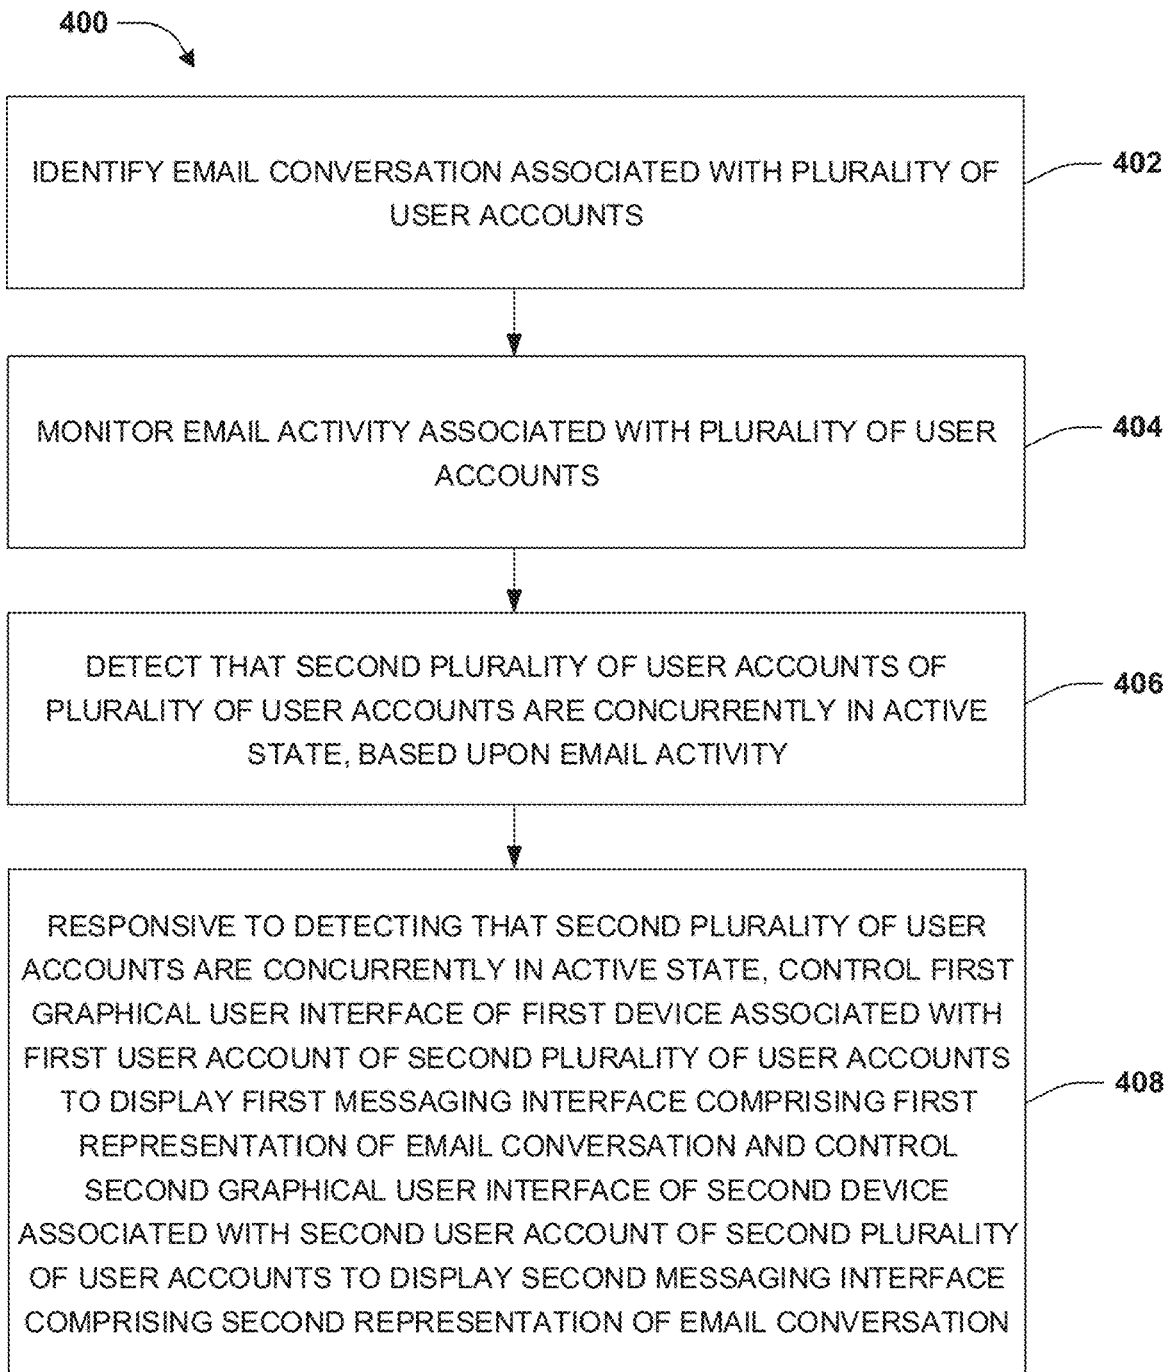 400
IDENTIFY EMAIL CONVERSATION ASSOCIATED WITH PLURALITY OF
USER ACCOUNTS
402
MONITOR EMAIL ACTIVITY ASSOCIATED WITH PLURALITY OF USER
ACCOUNTS
404
DETECT THAT SECOND PLURALITY OF USER ACCOUNTS OF
PLURALITY OF USER ACCOUNTS ARE CONCURRENTLY IN ACTIVE
STATE, BASED UPON EMAIL ACTIVITY
406
RESPONSIVE TO DETECTING THAT SECOND PLURALITY OF USER
ACCOUNTS ARE CONCURRENTLY IN ACTIVE STATE, CONTROL FIRST
GRAPHICAL USER INTERFACE OF FIRST DEVICE ASSOCIATED WITH
FIRST USER ACCOUNT OF SECOND PLURALITY OF USER ACCOUNTS
TO DISPLAY FIRST MESSAGING INTERFACE COMPRISING FIRST
REPRESENTATION OF EMAIL CONVERSATION AND CONTROL
SECOND GRAPHICAL USER INTERFACE OF SECOND DEVICE
ASSOCIATED WITH SECOND USER ACCOUNT OF SECOND PLURALITY
OF USER ACCOUNTS TO DISPLAY SECOND MESSAGING INTERFACE
COMPRISING SECOND REPRESENTATION OF EMAIL CONVERSATION
408